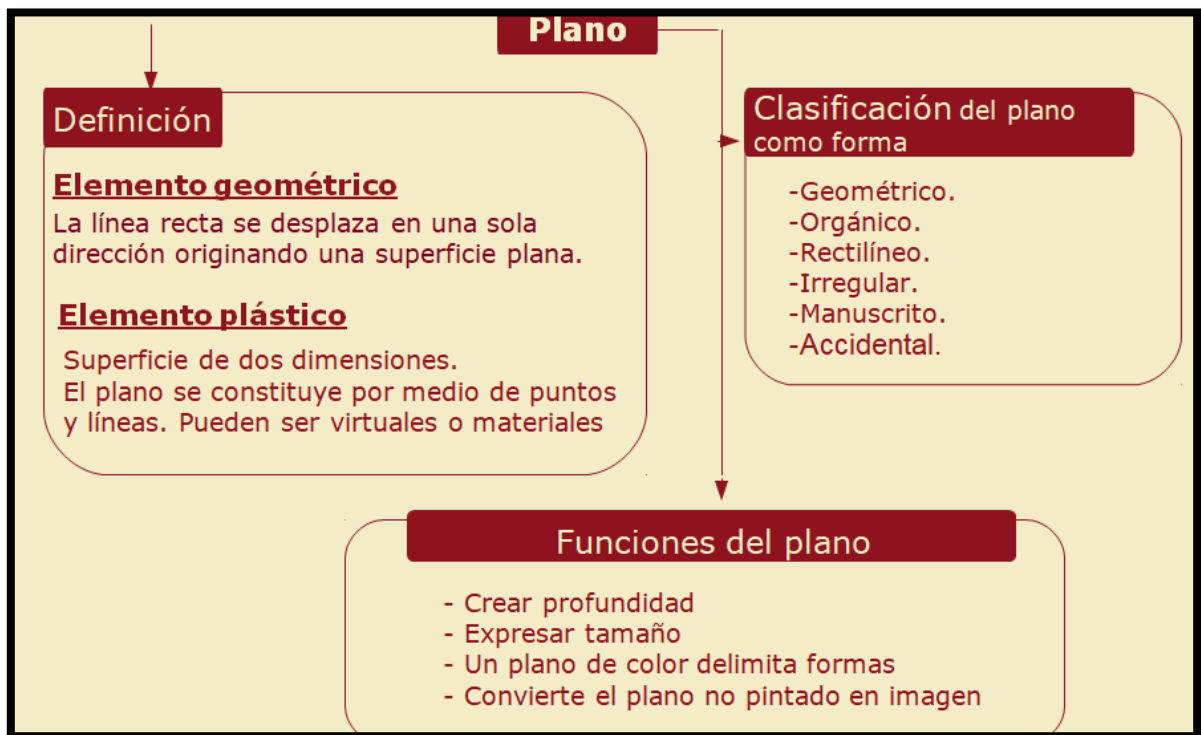 Plano
Definición
Elemento geométrico
La línea recta se desplaza en una sola
dirección originando una superficie plana.
Elemento plástico
Superficie de dos dimensiones.
El plano se constituye por medio de puntos
y líneas. Pueden ser virtuales o materiales
Clasificación del plano
como forma
-Geométrico.
-Orgánico.
-Rectilíneo.
-Irregular.
-Manuscrito.
-Accidental.
Funciones del plano
- Crear profundidad
- Expresar tamaño
- Un plano de color delimita formas
- Convierte el plano no pintado en imagen